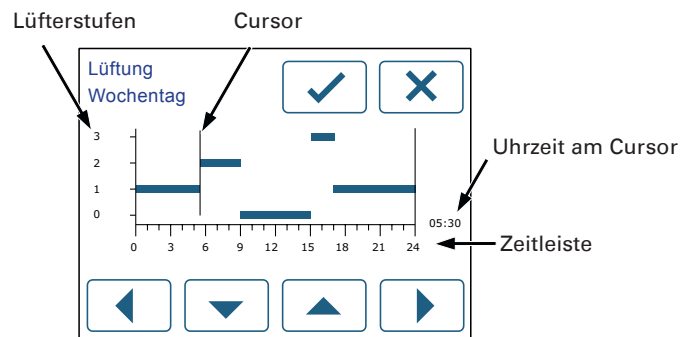 Lüfterstufen
Cursor
Lüftung
Wochentag
3
2
1
0
Uhrzeit am Cursor
05:30
Zeitleiste
0 3 6 9 12 15 18 21 24